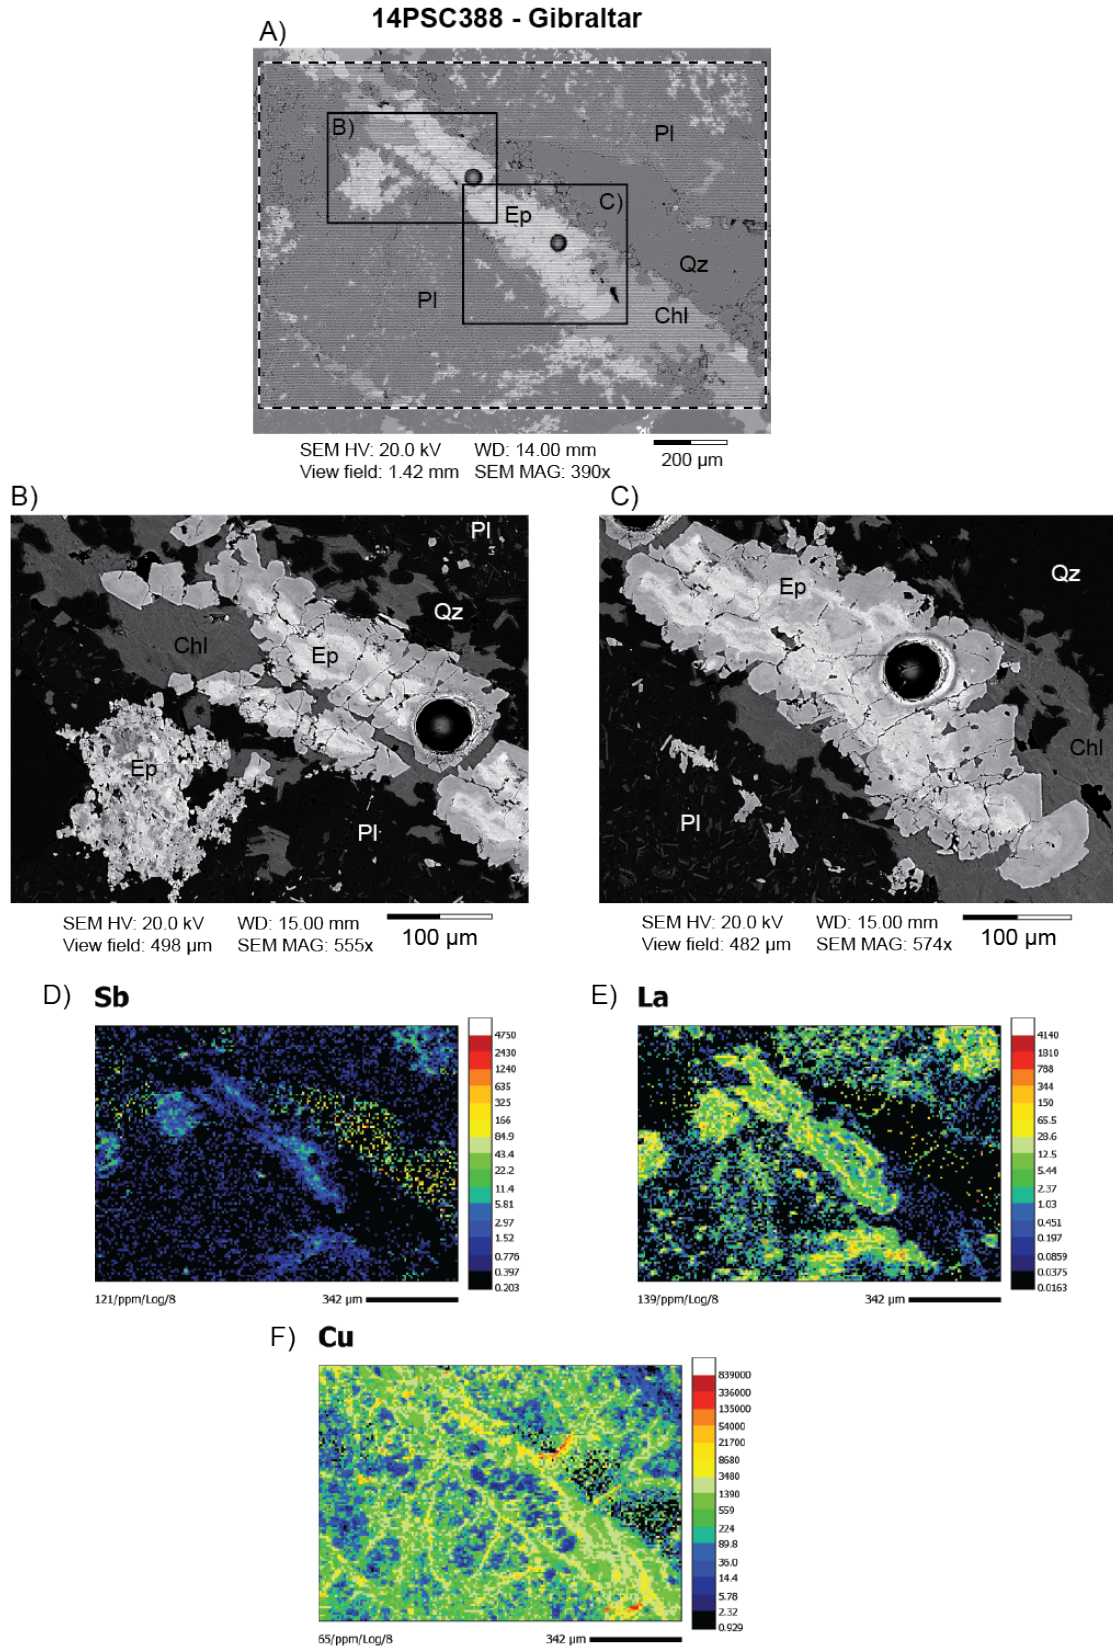 14PSC388 - Gibraltar
A)
B)
Pl
Ep
C)
Qz
Pl
Chl
SEM HV: 20.0 kV WD: 14.00 mm
View field: 1.42 mm SEM MAG: 390x
200 µm
B)
Pl
Qz
Chl
Ep
Ep
Pl
SEM HV: 20.0 kV WD: 15.00 mm
View field: 498 µm SEM MAG: 555x
100 µm
C)
Ep
Qz
Chl
Pl
SEM HV: 20.0 kV WD: 15.00 mm
View field: 482 µm SEM MAG: 574x
100 µm
D) Sb
4750
2430
1240
635
325
166
84.9
43.4
22.2
11.4
5.81
2.97
1.52
0.776
0.397
0.203
121/ppm/Log/8 342 µm
E) La
4140
1810
788
344
150
65.5
28.6
12.5
5.44
2.37
1.03
0.451
0.197
0.0859
0.0375
0.0163
139/ppm/Log/8 342 µm
F) Cu
839000
336000
135000
54000
21700
8680
3480
1390
559
224
89.8
36.0
14.4
5.78
2.32
0.929
65/ppm/Log/8 342 µm